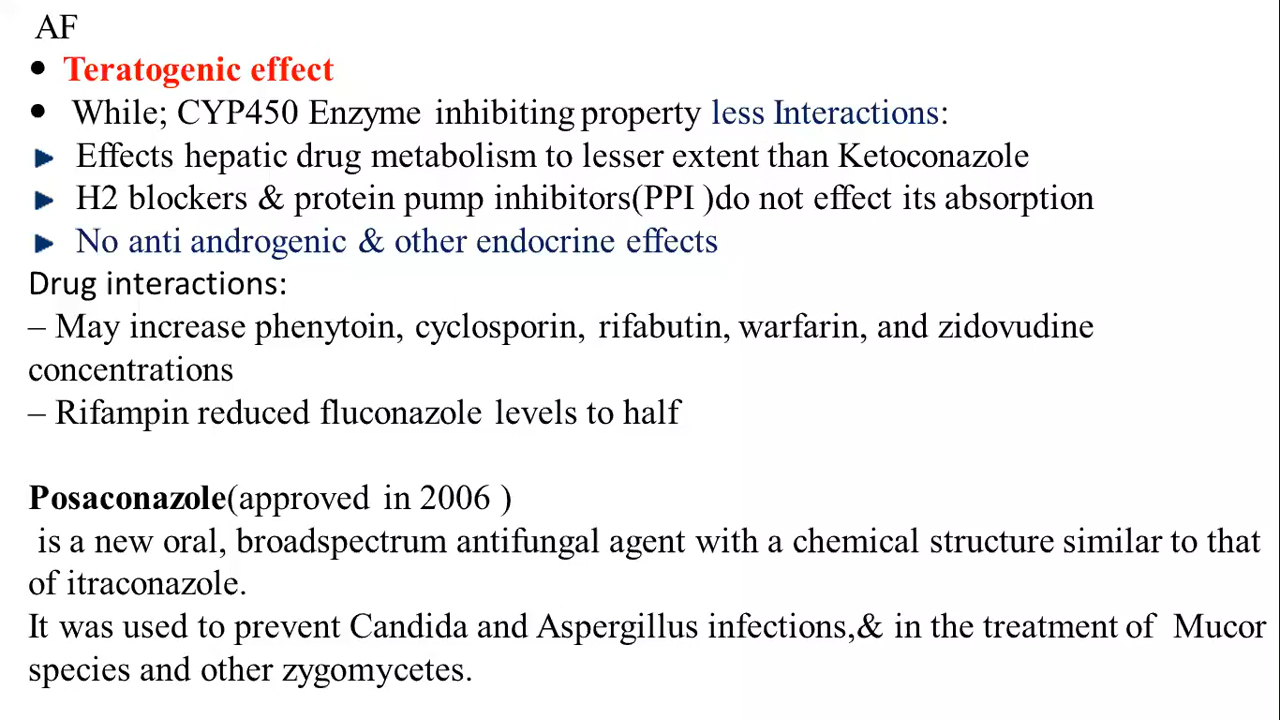 AF
• Teratogenic effect
• While; CYP450 Enzyme inhibiting property less Interactions:
► Effects hepatic drug metabolism to lesser extent than Ketoconazole
► H2 blockers & protein pump inhibitors(PPI )do not effect its absorption
► No anti androgenic & other endocrine effects
Drug interactions:
– May increase phenytoin, cyclosporin, rifabutin, warfarin, and zidovudine
concentrations
– Rifampin reduced fluconazole levels to half
Posaconazole(approved in 2006 )
is a new oral, broadspectrum antifungal agent with a chemical structure similar to that
of itraconazole.
It was used to prevent Candida and Aspergillus infections,& in the treatment of Mucor
species and other zygomycetes.